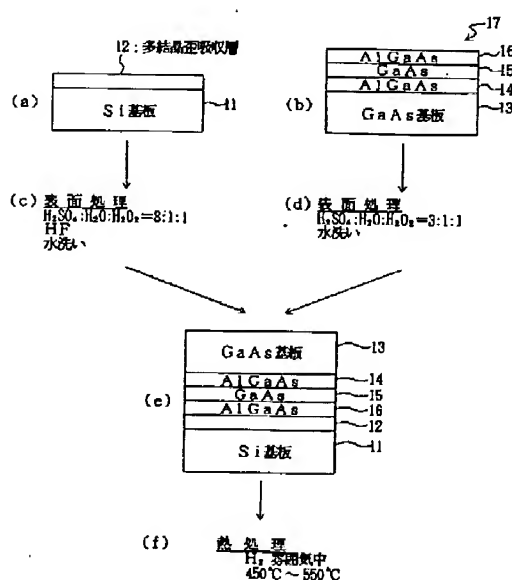 17
12:多結晶歪吸収層
(a)
Si基板
11
(b)
AlGaAs 16
GaAs 15
AlGaAs 14
GaAs基板 13
(c) 表面処理
H₂SO₄:H₂O:H₂O₂=8:1:1
HF
水洗い
(d) 表面処理
H₂SO₄:H₂O:H₂O₂=3:1:1
水洗い
(e)
GaAs基板 13
AlGaAs 14
GaAs 15
AlGaAs 16
12
Si基板 11
(f) 熱処理
H₂ 雰囲気中
450℃～550℃